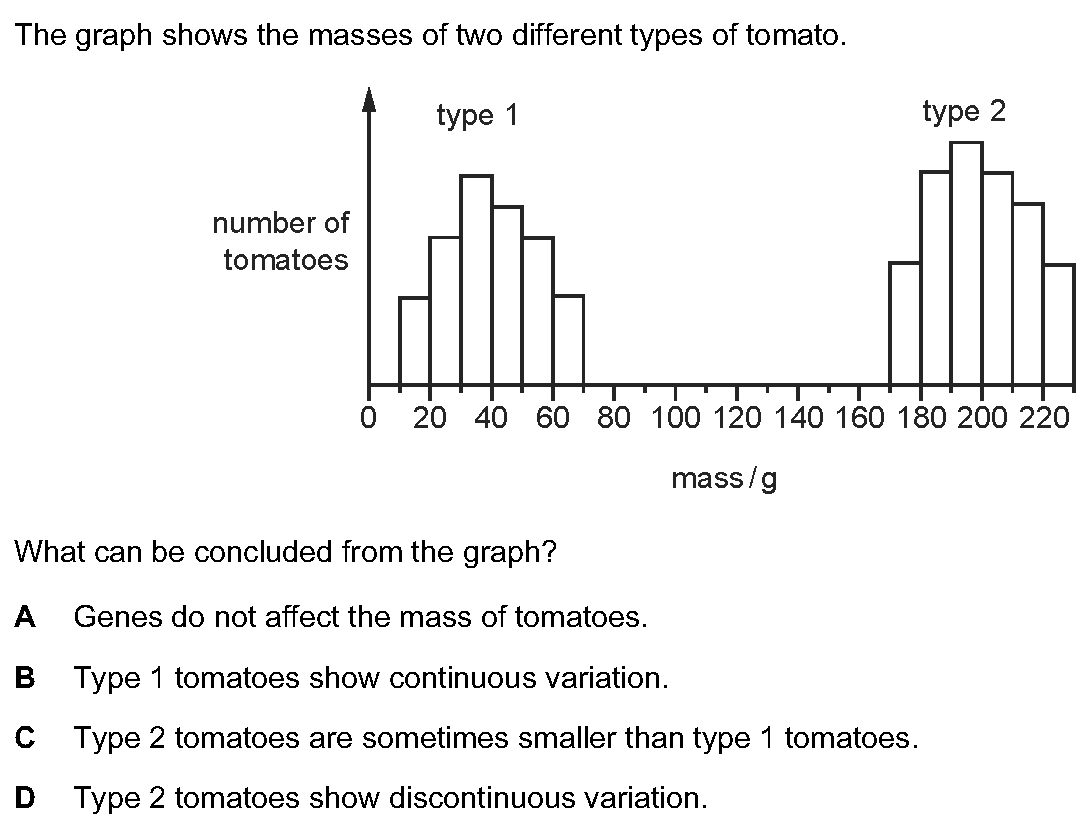 The graph shows the masses of two different types of tomato.
type 1
type 2
number of
tomatoes
0 20 40 60 80 100 120 140 160 180 200 220
mass / g
What can be concluded from the graph?
A Genes do not affect the mass of tomatoes.
B Type 1 tomatoes show continuous variation.
C Type 2 tomatoes are sometimes smaller than type 1 tomatoes.
D Type 2 tomatoes show discontinuous variation.